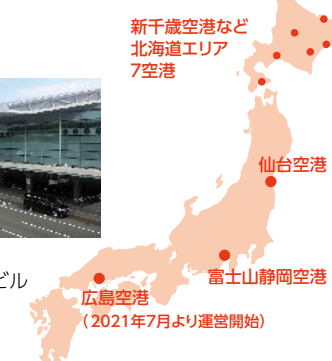 新千歳空港など
北海道エリア
7空港
仙台空港
富士山静岡空港
ビル
広島空港
(2021年7月より運営開始)